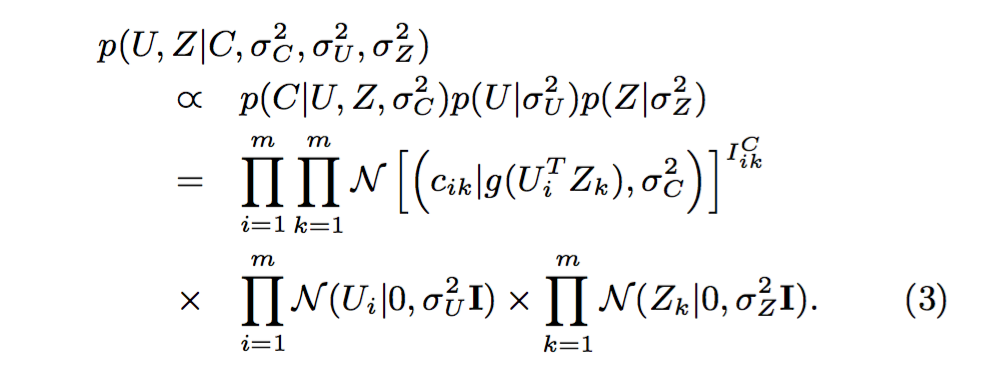 p(U, Z|C, σ_C^2, σ_U^2, σ_Z^2)
∝ p(C|U, Z, σ_C^2)p(U|σ_U^2)p(Z|σ_Z^2)
= ∏_{i=1}^{m} ∏_{k=1}^{m} 𝒩 [(c_{ik}|g(U_i^T Z_k), σ_C^2)]^{I_{ik}^C}
× ∏_{i=1}^{m} 𝒩(U_i|0, σ_U^2 𝐈) × ∏_{k=1}^{m} 𝒩(Z_k|0, σ_Z^2 𝐈). (3)